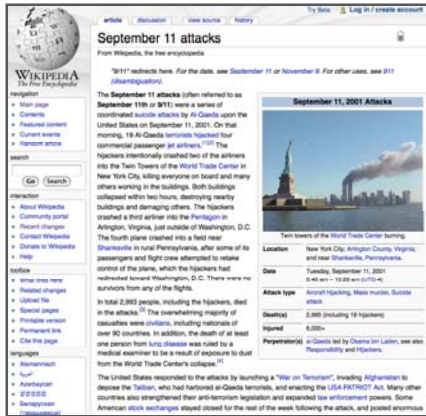 Try Beta Log in / create account
article discussion view source history
September 11 attacks
From Wikipedia, the free encyclopedia
"9/11" redirects here. For the date, see September 11 or November 9. For other uses, see 911
(disambiguation).
The September 11 attacks (often referred to as
September 11th or 9/11) were a series of
coordinated suicide attacks by Al-Qaeda upon the
United States on September 11, 2001. On that
morning, 19 Al-Qaeda terrorists hijacked four
commercial passenger jet airliners.[1][2] The
hijackers intentionally crashed two of the airliners
into the Twin Towers of the World Trade Center in
New York City, killing everyone on board and many
others working in the buildings. Both buildings
collapsed within two hours, destroying nearby
buildings and damaging others. The hijackers
crashed a third airliner into the Pentagon in
Arlington, Virginia, just outside of Washington, D.C.
The fourth plane crashed into a field near
Shanksville in rural Pennsylvania, after some of its
passengers and flight crew attempted to retake
control of the plane, which the hijackers had
redirected toward Washington, D.C. There were no
survivors from any of the flights.
In total 2,993 people, including the hijackers, died
in the attacks.[3] The overwhelming majority of
casualties were civilians, including nationals of
over 90 countries. In addition, the death of at least
one person from lung disease was ruled by a
medical examiner to be a result of exposure to dust
from the World Trade Center's collapse.[4]
The United States responded to the attacks by launching a "War on Terrorism", invading Afghanistan to
depose the Taliban, who had harbored al-Qaeda terrorists, and enacting the USA PATRIOT Act. Many other
countries also strengthened their anti-terrorism legislation and expanded law enforcement powers. Some
American stock exchanges stayed closed for the rest of the week following the attack, and posted enormous
September 11, 2001 Attacks
Twin towers of the World Trade Center burning.
Location New York City; Arlington County, Virginia;
and near Shanksville, Pennsylvania.
Date Tuesday, September 11, 2001
8:46 am – 10:28 am (UTC-4)
Attack type Aircraft Hijacking, Mass murder, Suicide
attack
Death(s) 2,993 (including 19 hijackers)
Injured 6,000+
Perpetrator(s) al-Qaeda led by Osama bin Laden, see also
Responsibility and Hijackers.
WIKIPEDIA
The Free Encyclopedia
navigation
Main page
Contents
Featured content
Current events
Random article
search
Go Search
interaction
About Wikipedia
Community portal
Recent changes
Contact Wikipedia
Donate to Wikipedia
Help
toolbox
What links here
Related changes
Upload file
Special pages
Printable version
Permanent link
Cite this page
languages
Alemannisch
العربية
Azərbaycan
Беларуская